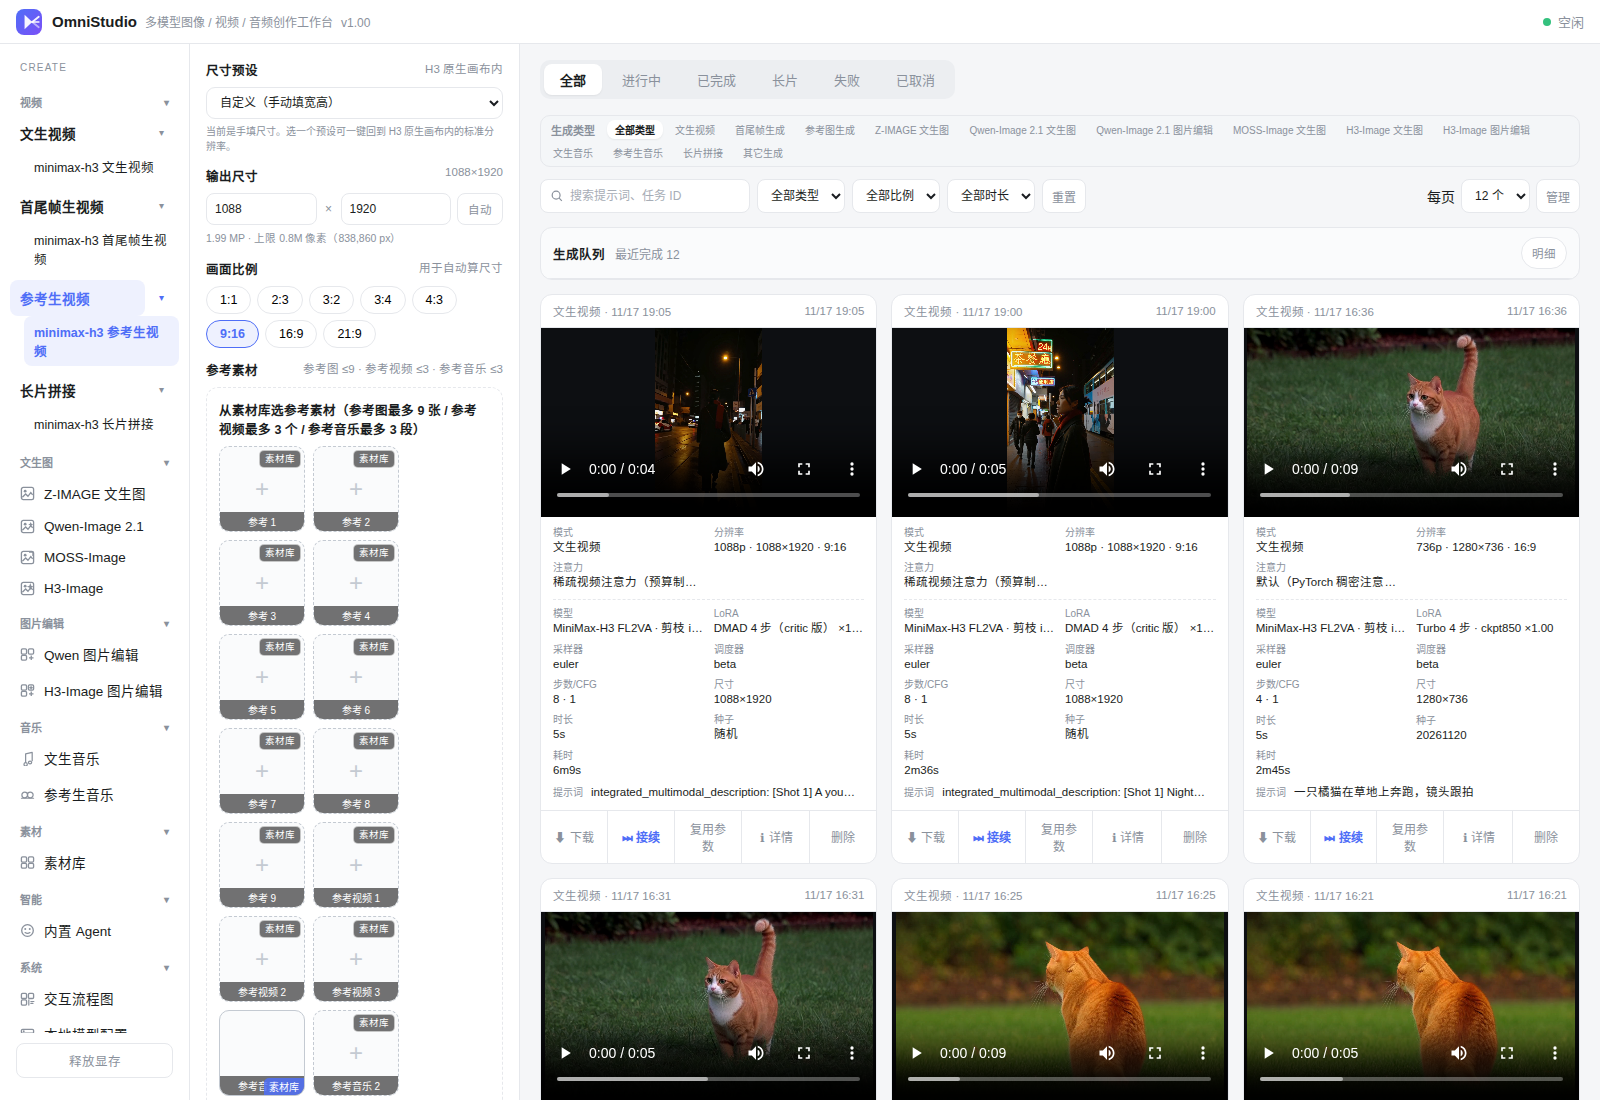 OmniStudio 多模型图像 / 视频 / 音频创作工作台 v1.00
空闲
CREATE
视频
文生视频
minimax-h3 文生视频
首尾帧生视频
minimax-h3 首尾帧生视
频
参考生视频
minimax-h3 参考生视
频
长片拼接
minimax-h3 长片拼接
文生图
Z-IMAGE 文生图
Qwen-Image 2.1
MOSS-Image
H3-Image
图片编辑
Qwen 图片编辑
H3-Image 图片编辑
音乐
文生音乐
参考生音乐
素材
素材库
智能
内置 Agent
系统
交互流程图
释放显存
尺寸预设 H3 原生画布内
自定义（手动填宽高）
当前是手填尺寸。选一个预设可一键回到 H3 原生画布内的标准分
辨率。
输出尺寸 1088×1920
1088 × 1920 自动
1.99 MP · 上限 0.8M 像素（838,860 px）
画面比例 用于自动算尺寸
1:1 2:3 3:2 3:4 4:3
9:16 16:9 21:9
参考素材 参考图 ≤9 · 参考视频 ≤3 · 参考音乐 ≤3
从素材库选参考素材（参考图最多 9 张 / 参考
视频最多 3 个 / 参考音乐最多 3 段）
素材库 素材库
参考 1 参考 2
素材库 素材库
参考 3 参考 4
素材库 素材库
参考 5 参考 6
素材库 素材库
参考 7 参考 8
素材库 素材库
参考 9 参考视频 1
素材库 素材库
参考视频 2 参考视频 3
素材库
素材库 参考音乐 2
全部 进行中 已完成 长片 失败 已取消
生成类型 全部类型 文生视频 首尾帧生成 参考图生成 Z-IMAGE 文生图 Qwen-Image 2.1 文生图 Qwen-Image 2.1 图片编辑 MOSS-Image 文生图 H3-Image 文生图 H3-Image 图片编辑
文生音乐 参考生音乐 长片拼接 其它生成
搜索提示词、任务 ID 全部类型 全部比例 全部时长 重置 每页 12 个 管理
生成队列 最近完成 12 明细
文生视频 · 11/17 19:05 11/17 19:05
0:00 / 0:04
模式 分辨率
文生视频 1088p · 1088×1920 · 9:16
注意力
稀疏视频注意力（预算制…
模型 LoRA
MiniMax-H3 FL2VA · 剪枝 i… DMAD 4 步（critic 版） ×1…
采样器 调度器
euler beta
步数/CFG 尺寸
8 · 1 1088×1920
时长 种子
5s 随机
耗时
6m9s
提示词 integrated_multimodal_description: [Shot 1] A you…
下载 接续 复用参数 详情 删除
文生视频 · 11/17 19:00 11/17 19:00
24H
0:00 / 0:05
模式 分辨率
文生视频 1088p · 1088×1920 · 9:16
注意力
稀疏视频注意力（预算制…
模型 LoRA
MiniMax-H3 FL2VA · 剪枝 i… DMAD 4 步（critic 版） ×1…
采样器 调度器
euler beta
步数/CFG 尺寸
8 · 1 1088×1920
时长 种子
5s 随机
耗时
2m36s
提示词 integrated_multimodal_description: [Shot 1] Night…
下载 接续 复用参数 详情 删除
文生视频 · 11/17 16:36 11/17 16:36
0:00 / 0:09
模式 分辨率
文生视频 736p · 1280×736 · 16:9
注意力
默认（PyTorch 稠密注意…
模型 LoRA
MiniMax-H3 FL2VA · 剪枝 i… Turbo 4 步 · ckpt850 ×1.00
采样器 调度器
euler beta
步数/CFG 尺寸
4 · 1 1280×736
时长 种子
5s 20261120
耗时
2m45s
提示词 一只橘猫在草地上奔跑，镜头跟拍
下载 接续 复用参数 详情 删除
文生视频 · 11/17 16:31 11/17 16:31
0:00 / 0:05
文生视频 · 11/17 16:25 11/17 16:25
0:00 / 0:09
文生视频 · 11/17 16:21 11/17 16:21
0:00 / 0:05